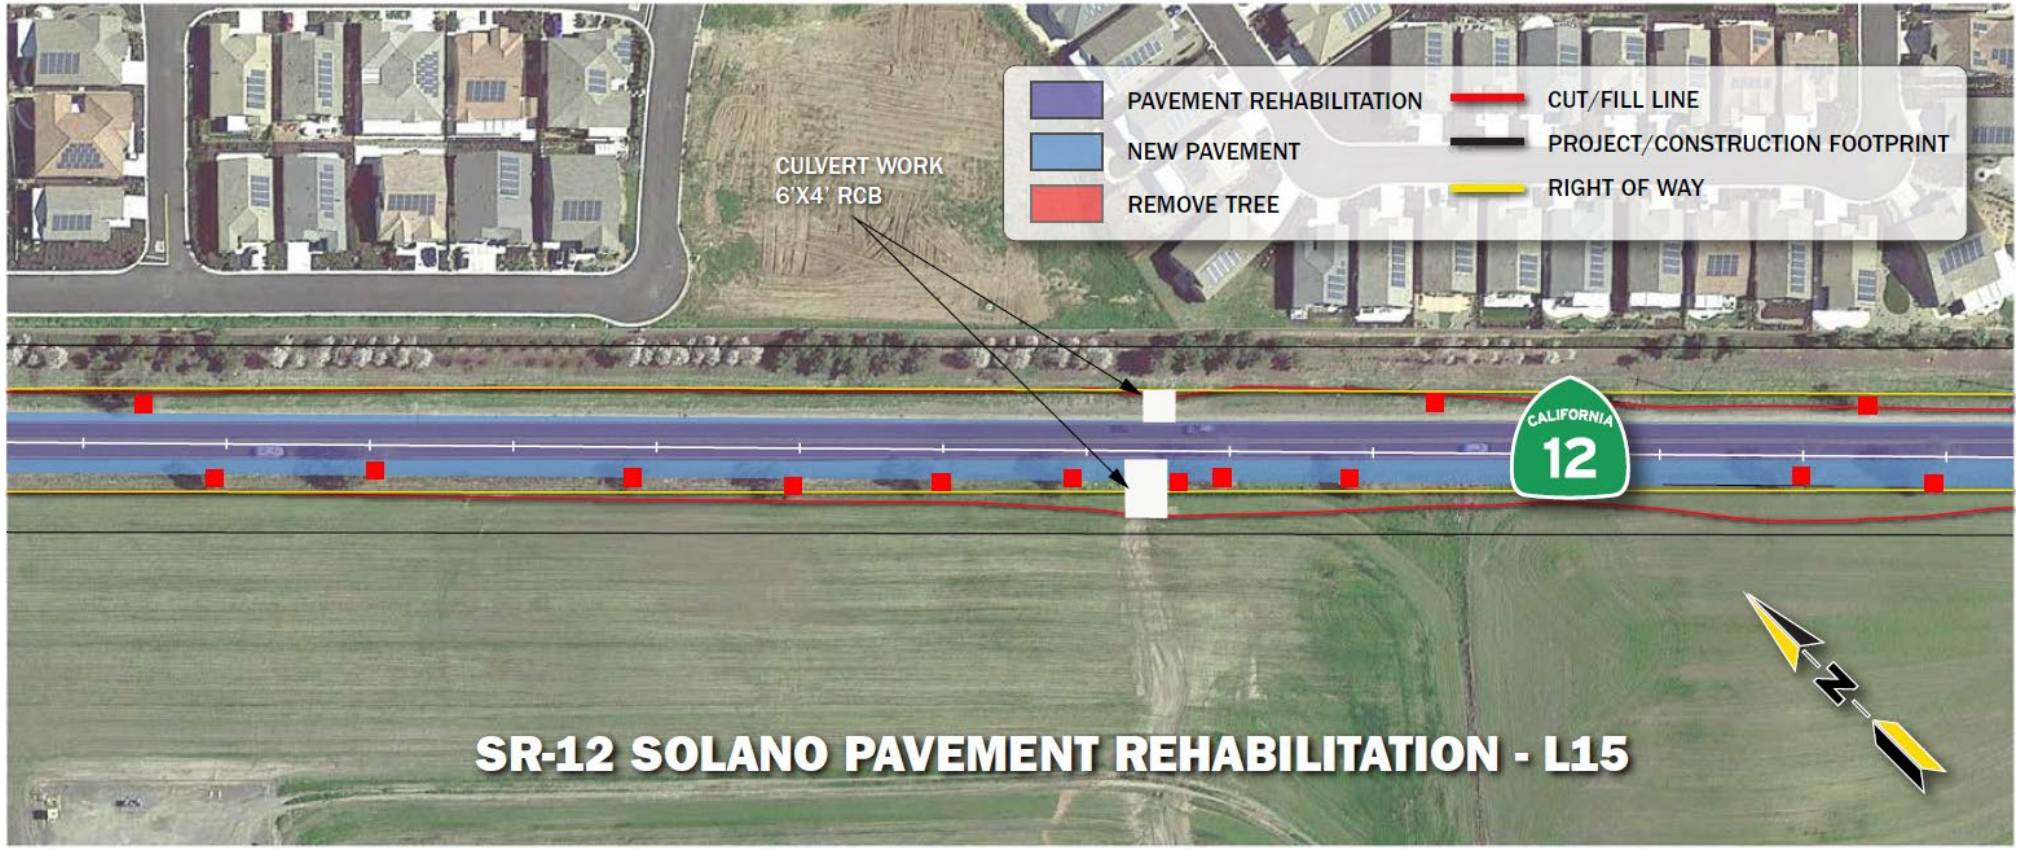 PAVEMENT REHABILITATION
NEW PAVEMENT
REMOVE TREE
CUT/FILL LINE
PROJECT/CONSTRUCTION FOOTPRINT
RIGHT OF WAY
CULVERT WORK
6'X4' RCB
CALIFORNIA
12
N
SR-12 SOLANO PAVEMENT REHABILITATION - L15